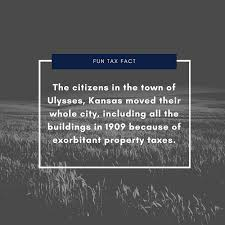 FUN TAX FACT
The citizens in the town of
Ulysses, Kansas moved their
whole city, including all the
buildings in 1909 because of
exorbitant property taxes.